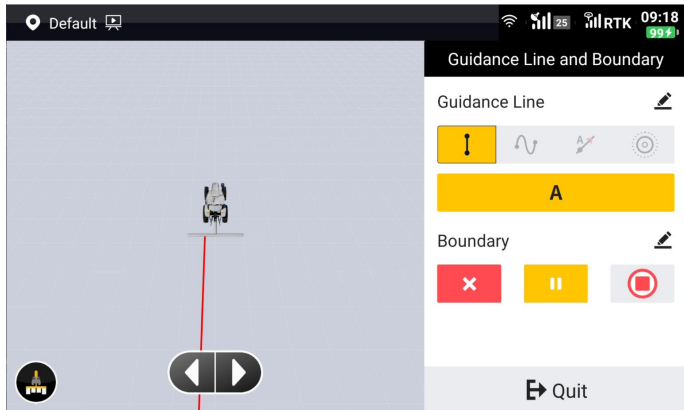 Default
25
RTK
09:18
99
Guidance Line and Boundary
Guidance Line
A
A
Boundary
Quit